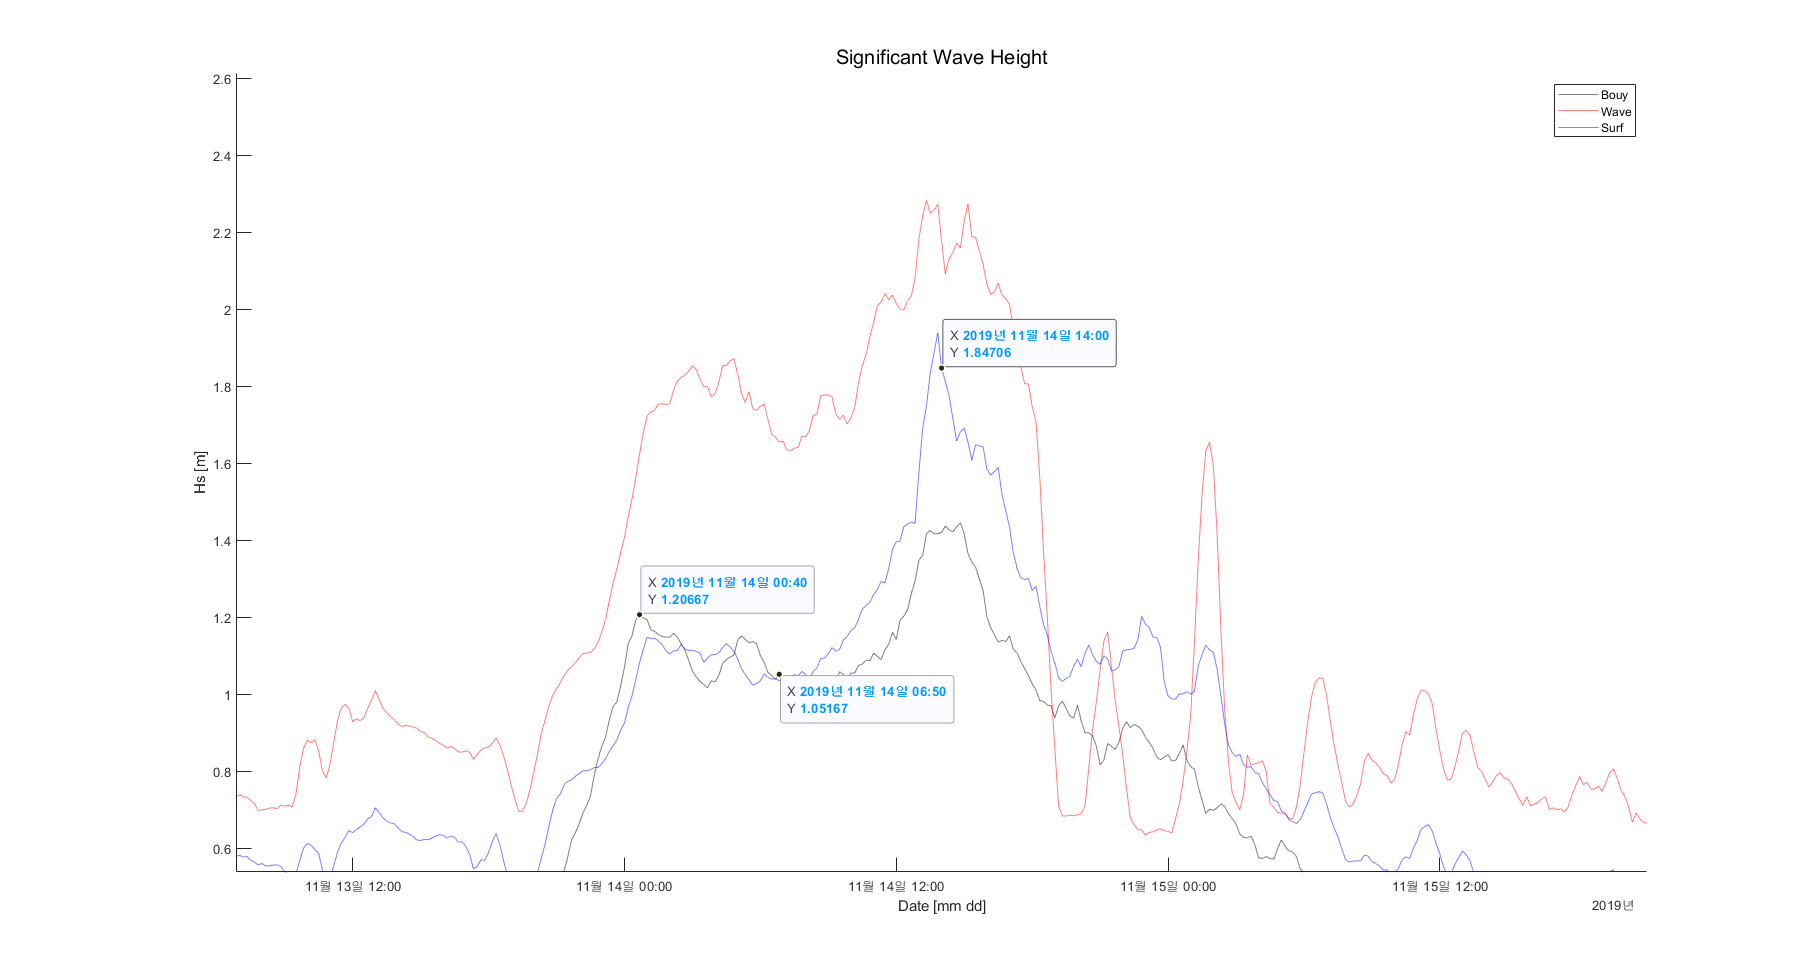 Significant Wave Height
Bouy
Wave
Surf
2.6
2.4
2.2
2
1.8
1.6
1.4
1.2
1
0.8
0.6
Hs [m]
X 2019년 11월 14일 14:00
Y 1.84706
X 2019년 11월 14일 00:40
Y 1.20667
X 2019년 11월 14일 06:50
Y 1.05167
11월 13일 12:00
11월 14일 00:00
11월 14일 12:00
11월 15일 00:00
11월 15일 12:00
Date [mm dd]
2019년